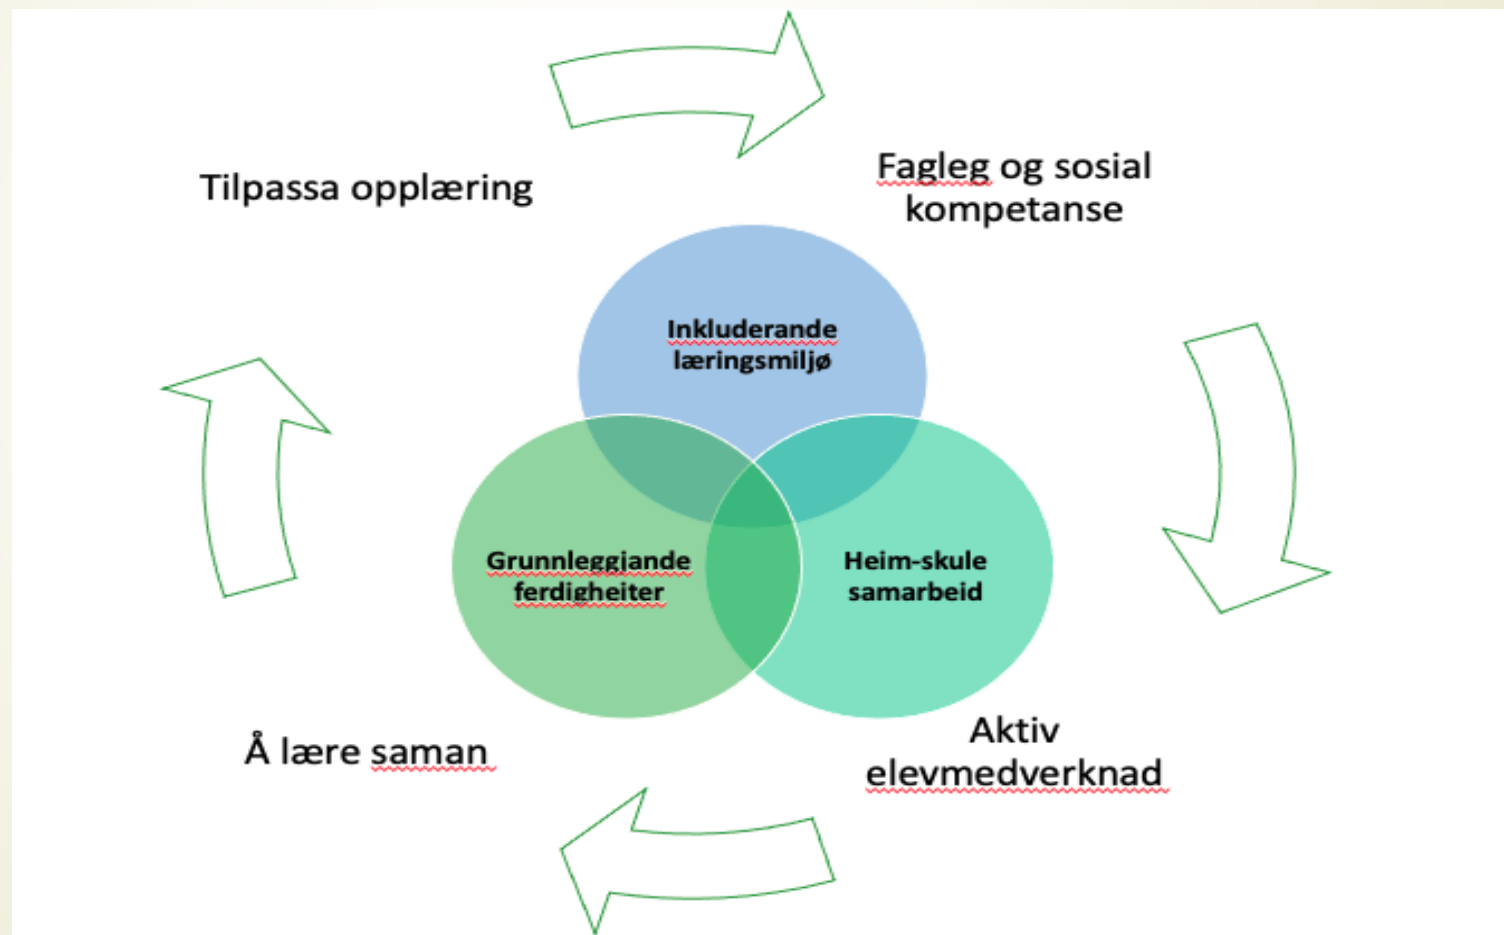 Tilpassa opplæring
Fagleg og sosial
kompetanse
Inkluderande
læringsmiljø
Grunnleggjande
ferdigheiter
Heim-skule
samarbeid
Å lære saman
Aktiv
elevmedverknad